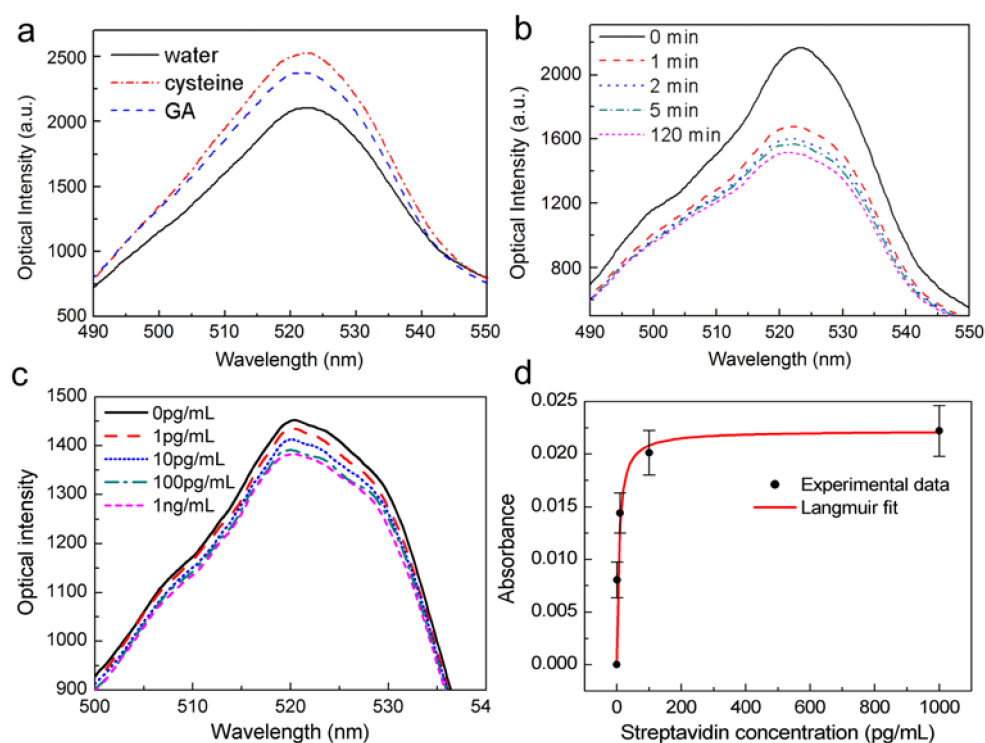 a
water
cysteine
GA
2500
2000
1500
1000
500
490 500 510 520 530 540 550
Optical Intensity (a.u.)
Wavelength (nm)
b
0 min
1 min
2 min
5 min
120 min
2000
1600
1200
800
490 500 510 520 530 540 550
Optical Intensity (a.u.)
Wavelength (nm)
c
0pg/mL
1pg/mL
10pg/mL
100pg/mL
1ng/mL
1500
1400
1300
1200
1100
1000
900
500 510 520 530 54
Optical intensity
Wavelength (nm)
d
0.025
0.020
0.015
0.010
0.005
0.000
Experimental data
Langmuir fit
0 200 400 600 800 1000
Absorbance
Streptavidin concentration (pg/mL)